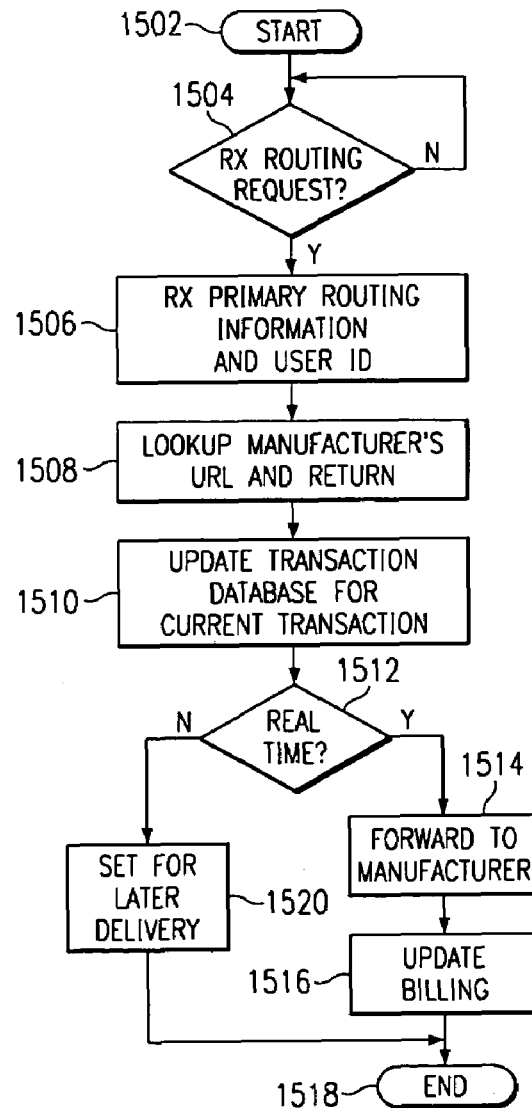 1502
START
1504
RX ROUTING
REQUEST?
N
Y
1506
RX PRIMARY ROUTING
INFORMATION
AND USER ID
1508
LOOKUP MANUFACTURER'S
URL AND RETURN
1510
UPDATE TRANSACTION
DATABASE FOR
CURRENT TRANSACTION
1512
N
REAL
TIME?
Y
1514
FORWARD TO
MANUFACTURER
SET FOR
LATER
DELIVERY
1520
1516
UPDATE
BILLING
1518
END